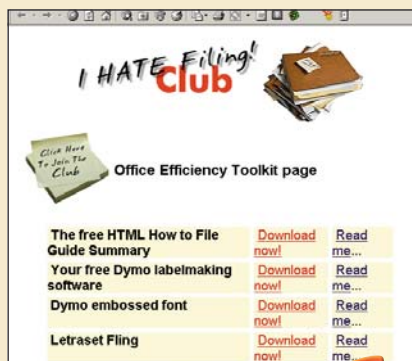 I HATE Filing!
Club
Click Here
To Join The
Club
Office Efficiency Toolkit page
The free HTML How to File Download Read
Guide Summary now! me...
Your free Dymo labelmaking Download Read
software now! me...
Dymo embossed font Download Read
now! me...
Letraset Fling Download Read
now! me...